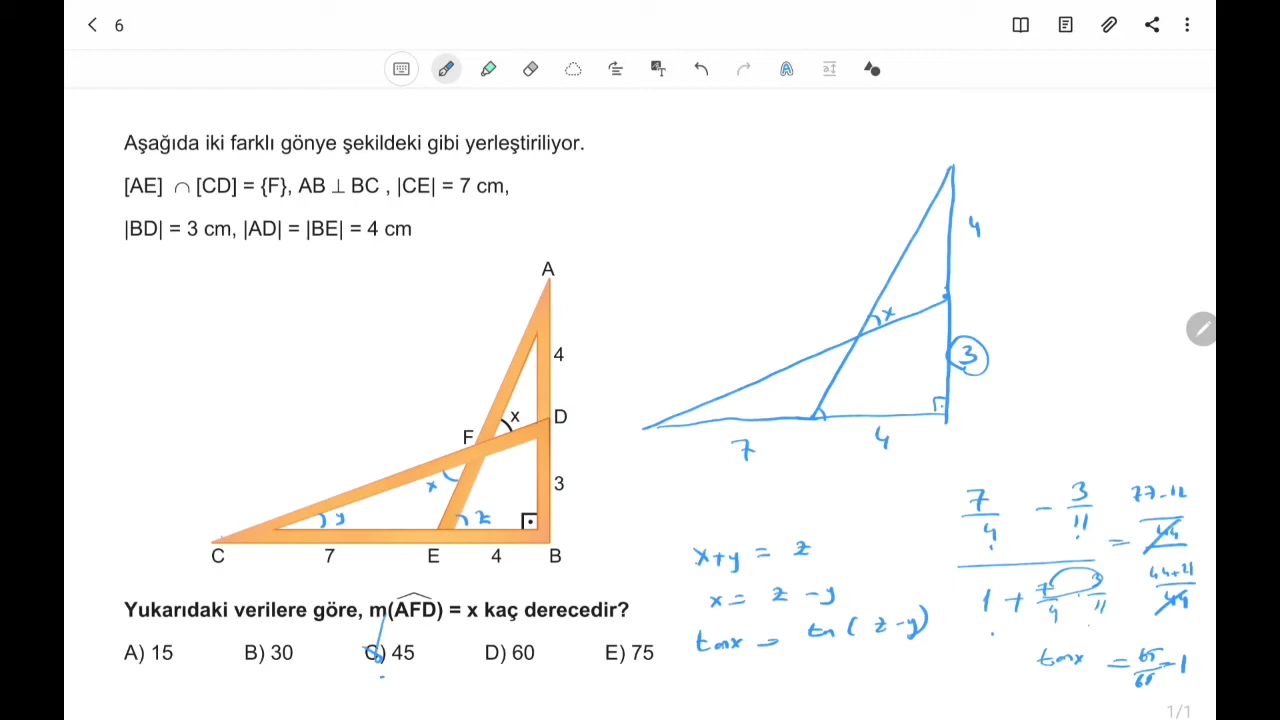 6
Aşağıda iki farklı gönye şekildeki gibi yerleştiriliyor.
[AE] ∩ [CD] = {F}, AB ⊥ BC , |CE| = 7 cm,
|BD| = 3 cm, |AD| = |BE| = 4 cm
A
4
x
D
F
x
3
y
z
C
7
E
4
B
4
x
3
7
4
Yukarıdaki verilere göre, m(AFD) = x kaç derecedir?
A) 15 B) 30 C) 45 D) 60 E) 75
x+y = z
x = z - y
tanx = tan ( z-y)
7/4 - 3/11
1 + 7/4 . 3/11
= 77-12/44
44+21/44
tanx = 65/65 = 1
1/1